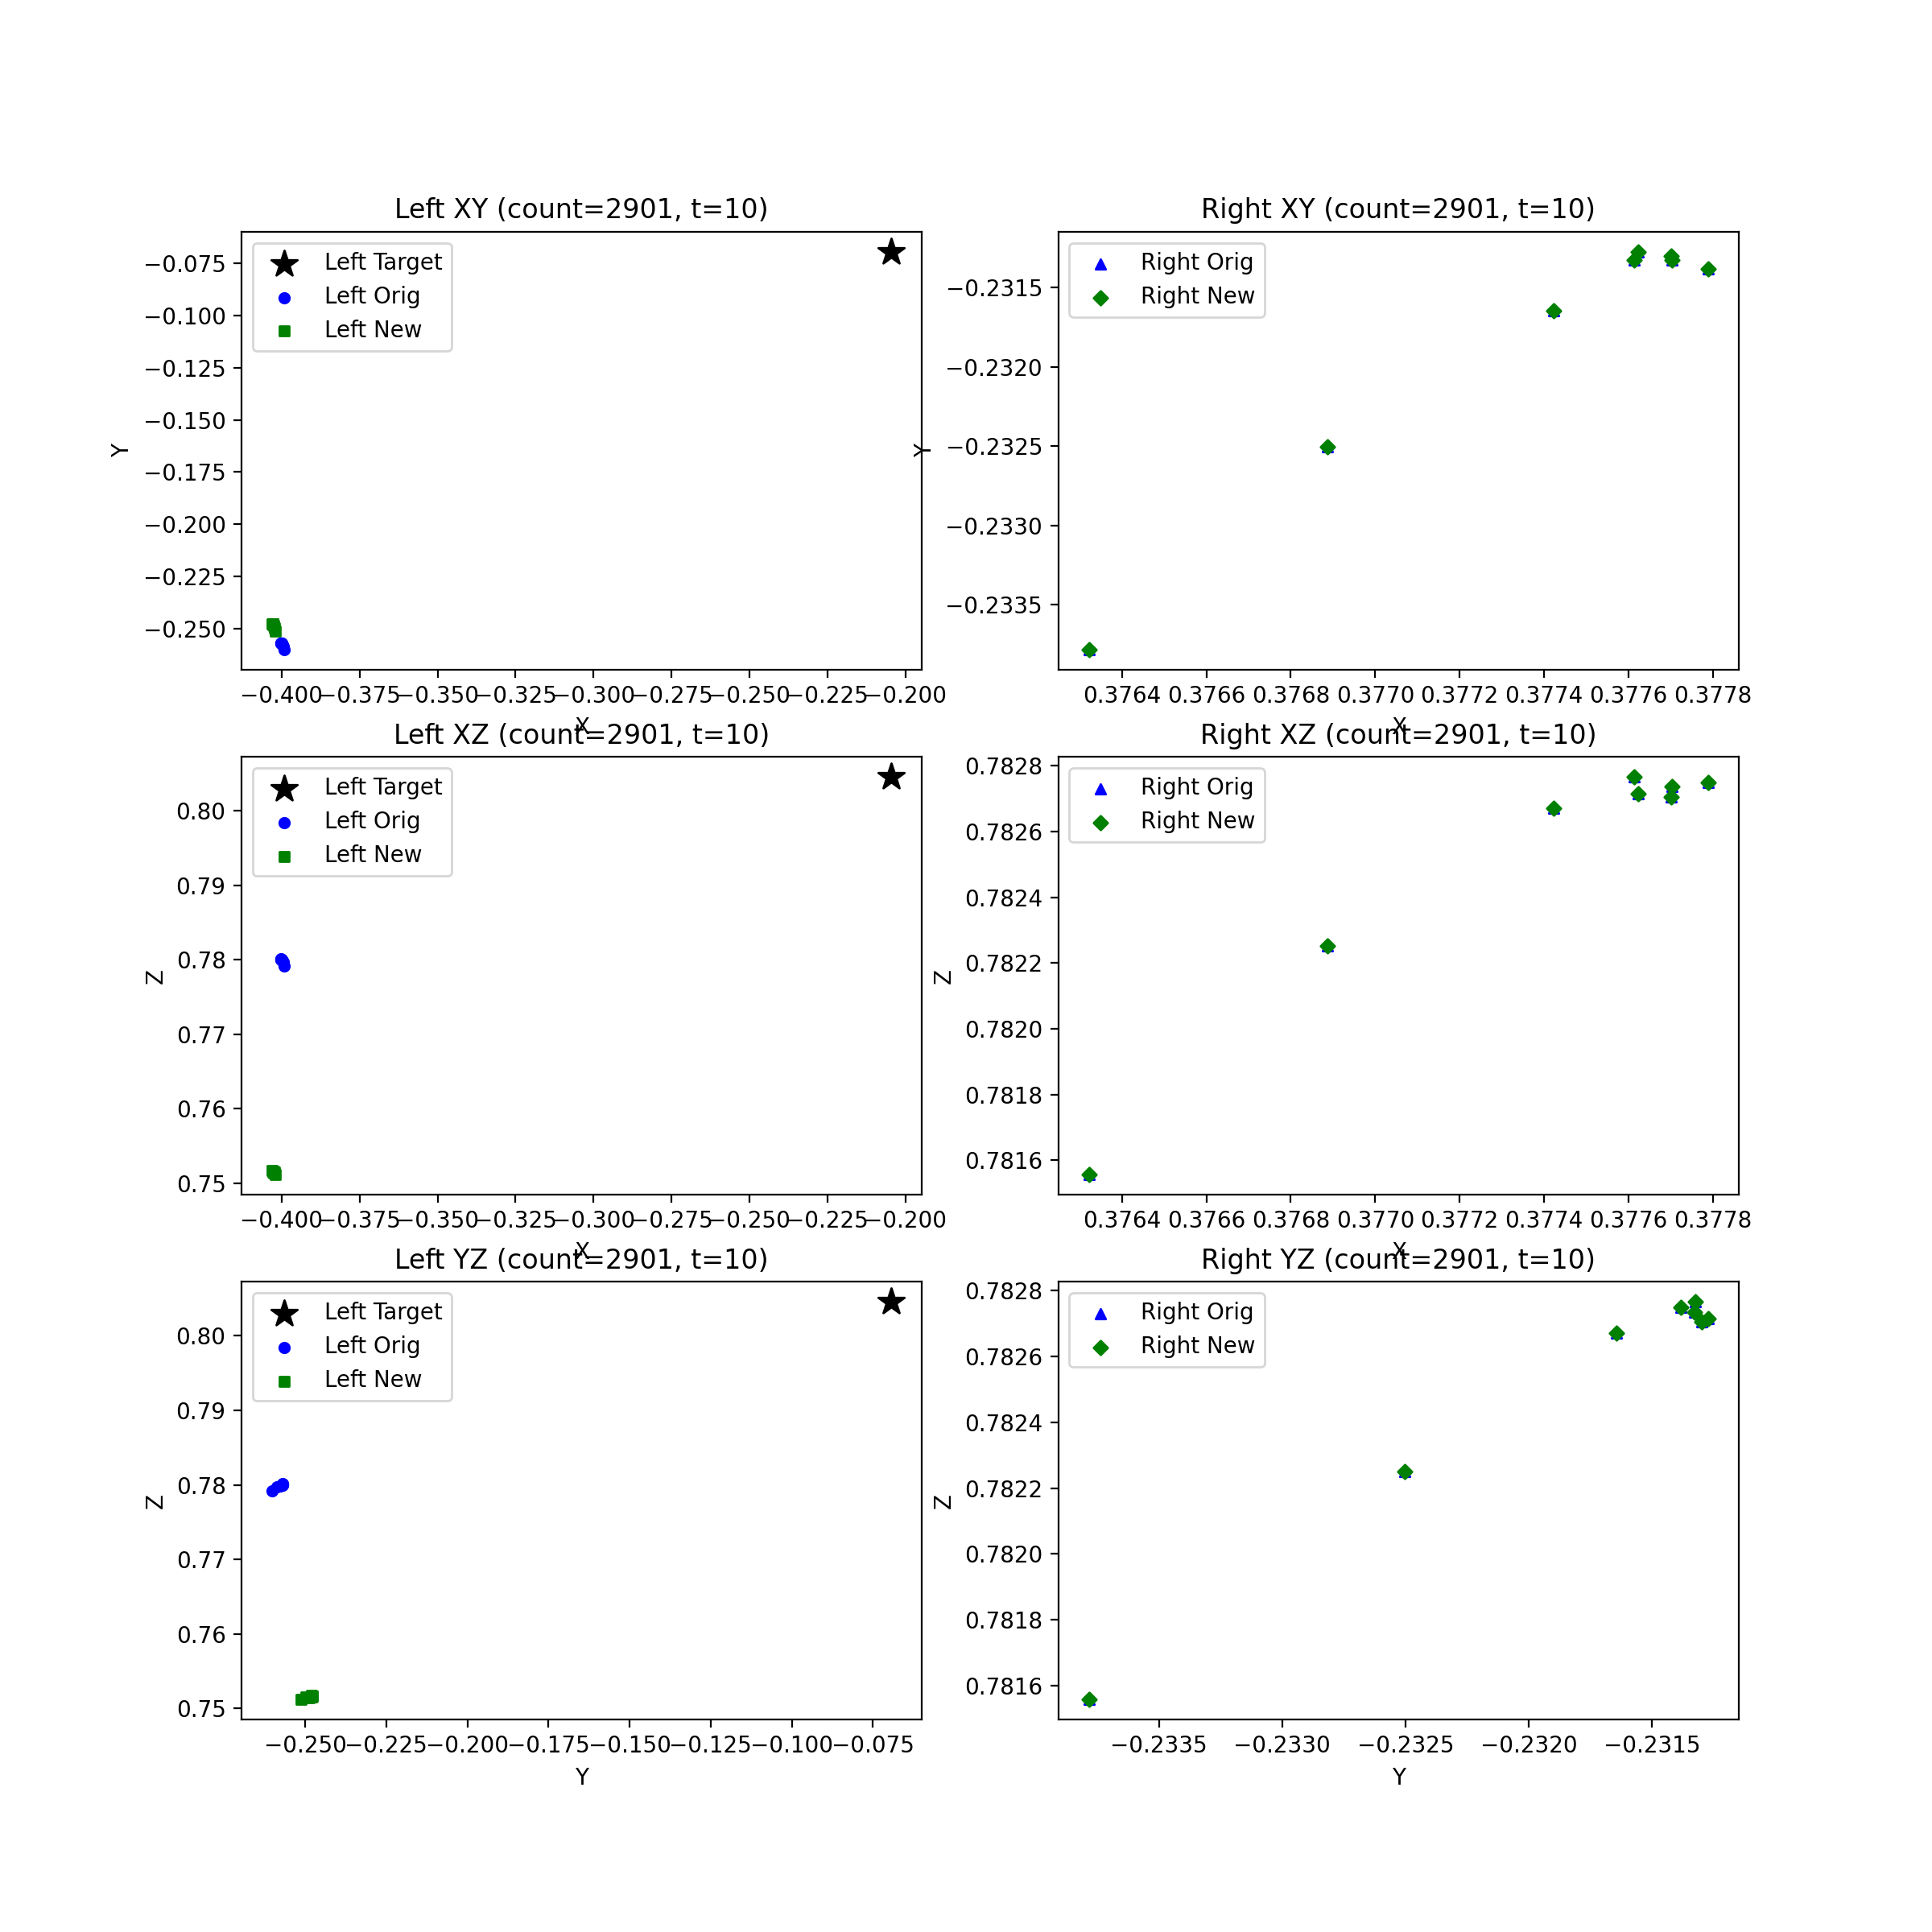 Left XY (count=2901, t=10)
Left Target
Left Orig
Left New
−0.075
−0.100
−0.125
−0.150
−0.175
−0.200
−0.225
−0.250
Y
−0.400 −0.375 −0.350 −0.325 −0.300 −0.275 −0.250 −0.225 −0.200
X
Right XY (count=2901, t=10)
Right Orig
Right New
−0.2315
−0.2320
−0.2325
−0.2330
−0.2335
Y
0.3764 0.3766 0.3768 0.3770 0.3772 0.3774 0.3776 0.3778
X
Left XZ (count=2901, t=10)
Left Target
Left Orig
Left New
0.80
0.79
0.78
0.77
0.76
0.75
Z
−0.400 −0.375 −0.350 −0.325 −0.300 −0.275 −0.250 −0.225 −0.200
X
Right XZ (count=2901, t=10)
Right Orig
Right New
0.7828
0.7826
0.7824
0.7822
0.7820
0.7818
0.7816
Z
0.3764 0.3766 0.3768 0.3770 0.3772 0.3774 0.3776 0.3778
X
Left YZ (count=2901, t=10)
Left Target
Left Orig
Left New
0.80
0.79
0.78
0.77
0.76
0.75
Z
−0.250 −0.225 −0.200 −0.175 −0.150 −0.125 −0.100 −0.075
Y
Right YZ (count=2901, t=10)
Right Orig
Right New
0.7828
0.7826
0.7824
0.7822
0.7820
0.7818
0.7816
Z
−0.2335 −0.2330 −0.2325 −0.2320 −0.2315
Y